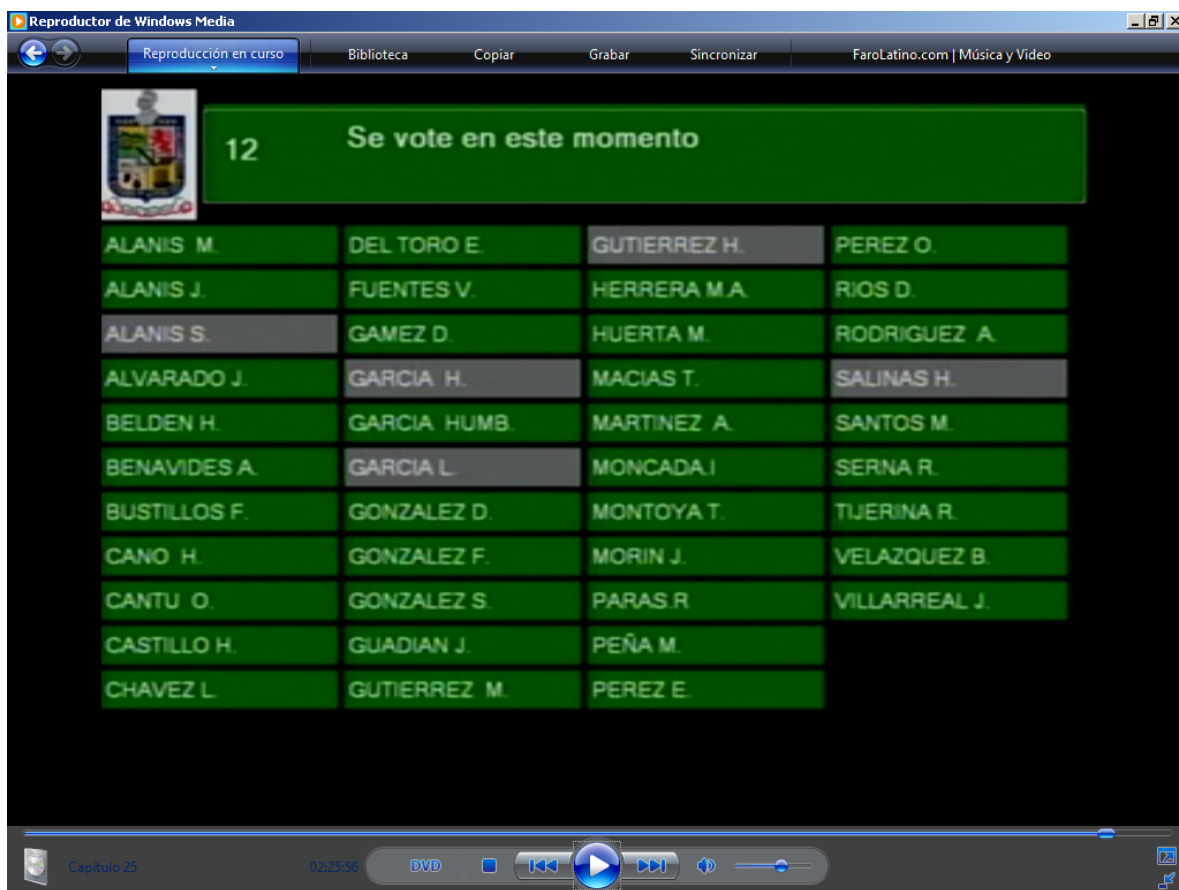 Reproductor de Windows Media
Reproducción en curso Biblioteca Copiar Grabar Sincronizar FaroLatino.com | Música y Video
12 Se vote en este momento
ALANIS M. DEL TORO E. GUTIERREZ H. PEREZ O.
ALANIS J. FUENTES V. HERRERA M.A. RIOS D.
ALANIS S. GAMEZ D. HUERTA M. RODRIGUEZ A.
ALVARADO J. GARCIA H. MACIAS T. SALINAS H.
BELDEN H. GARCIA HUMB. MARTINEZ A. SANTOS M.
BENAVIDES A. GARCIA L. MONCADA.I SERNA R.
BUSTILLOS F. GONZALEZ D. MONTOYA T. TIJERINA R.
CANO H. GONZALEZ F. MORIN J. VELAZQUEZ B.
CANTU O. GONZALEZ S. PARAS.R VILLARREAL J.
CASTILLO H. GUADIAN J. PEÑA M.
CHAVEZ L. GUTIERREZ M. PEREZ E.
Capítulo 25 02:25:56 DVD